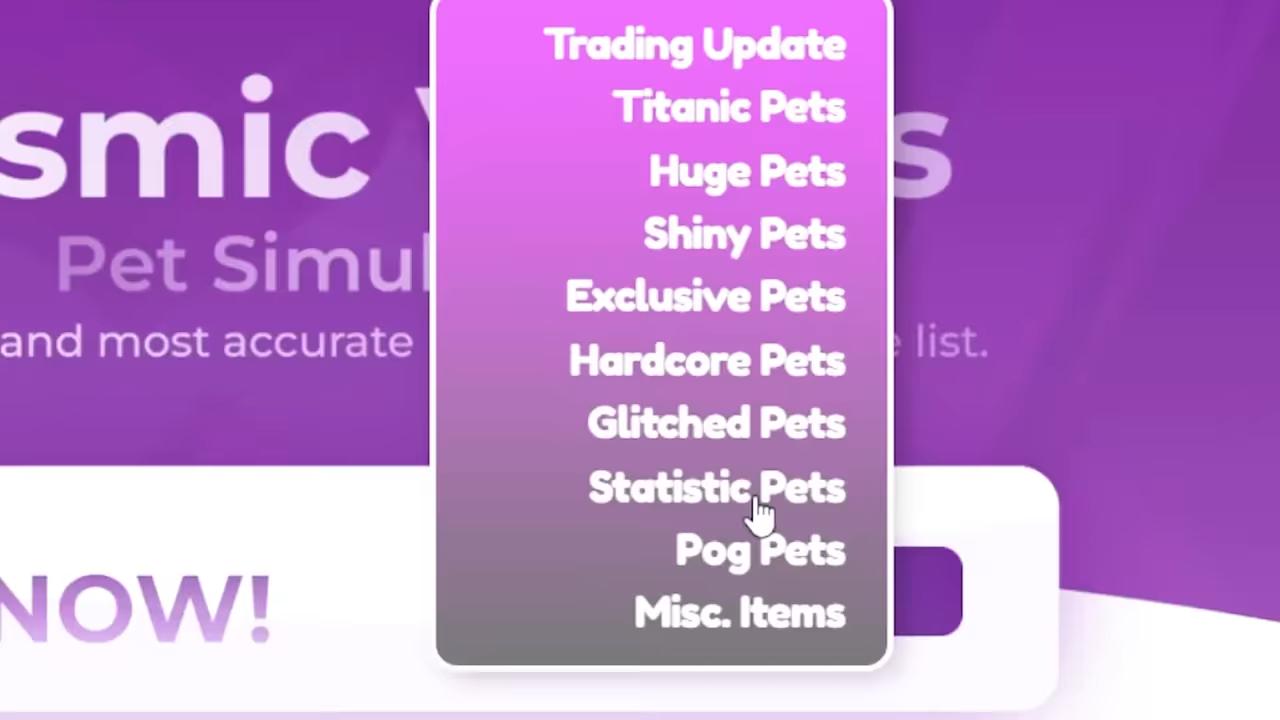 Trading Update
Titanic Pets
Huge Pets
Shiny Pets
Exclusive Pets
Hardcore Pets
Glitched Pets
Statistic Pets
Pog Pets
Misc. Items
smic
Pet Simul
and most accurate list.
NOW!